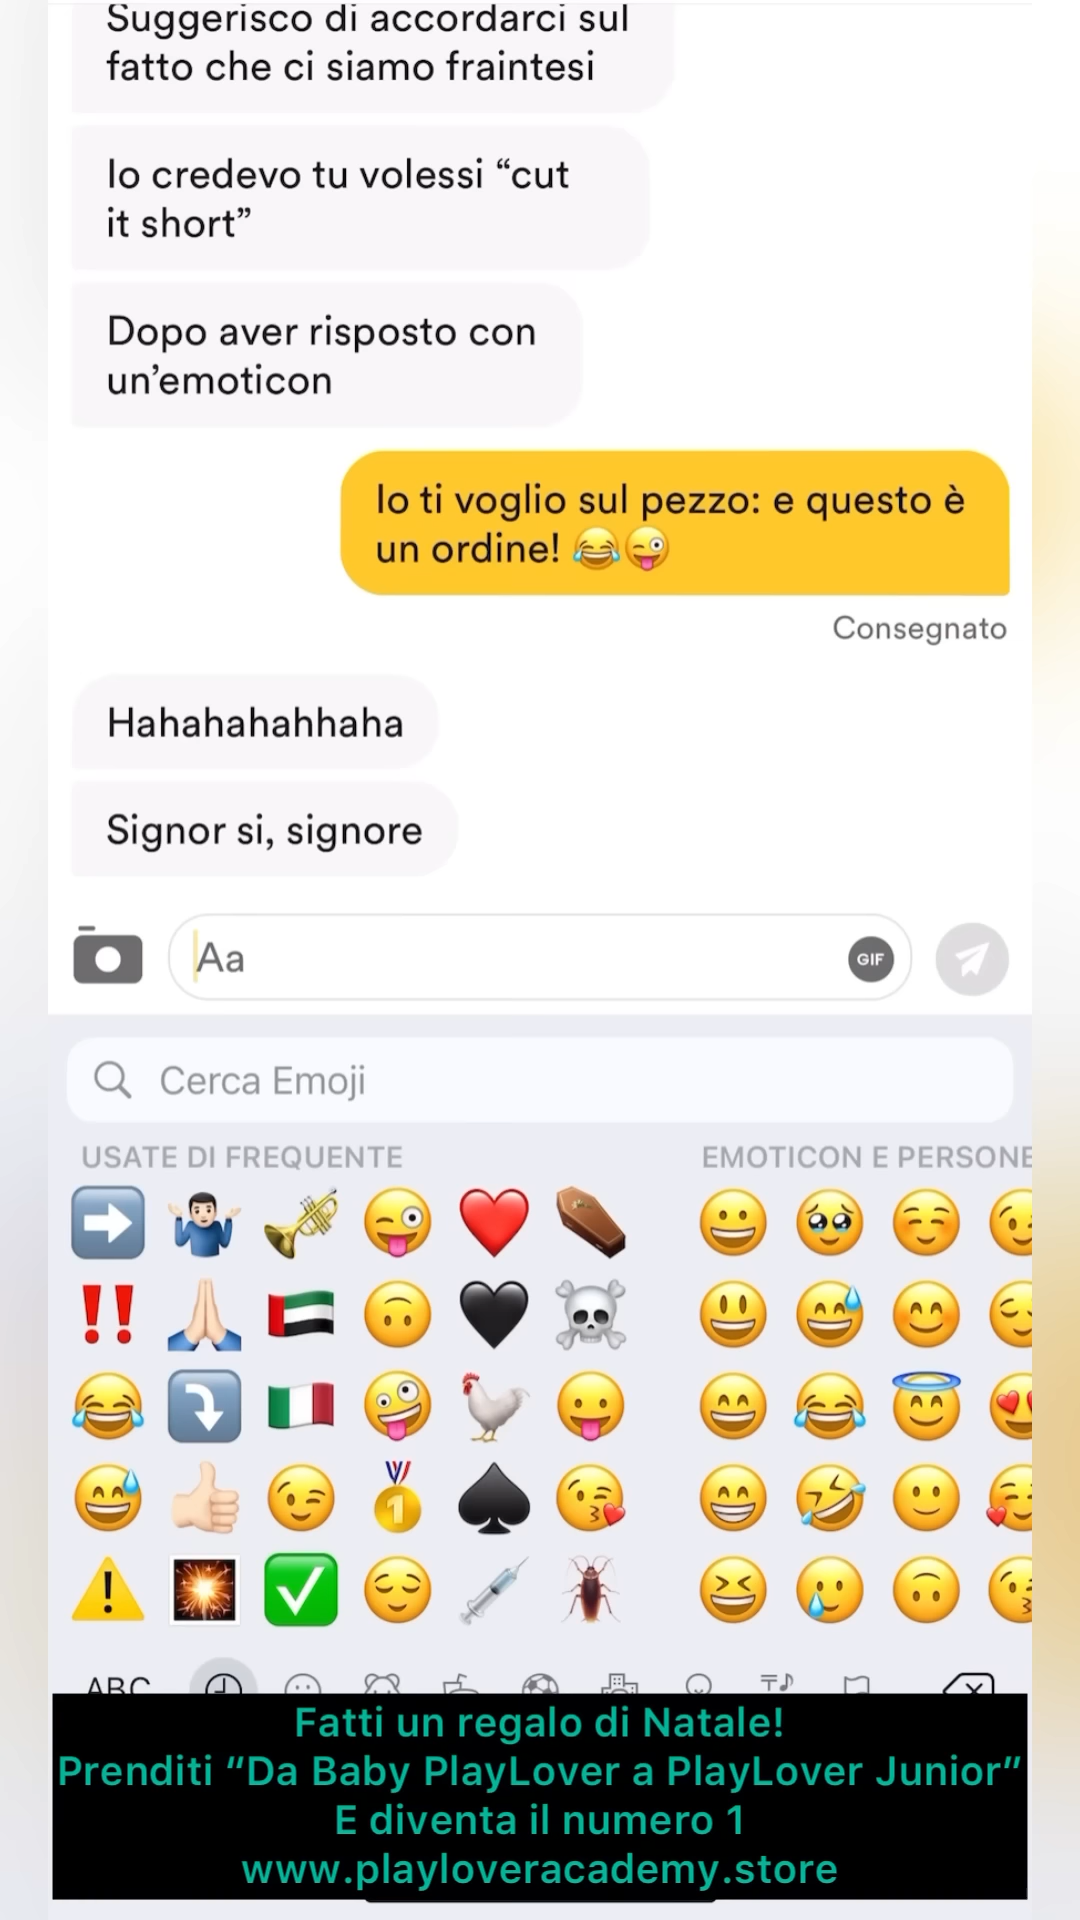 Suggerisco di accordarci sul
fatto che ci siamo fraintesi
Io credevo tu volessi “cut
it short”
Dopo aver risposto con
un’emoticon
Io ti voglio sul pezzo: e questo è
un ordine! 😂😜
Consegnato
Hahahahahhaha
Signor si, signore
Aa
GIF
Cerca Emoji
USATE DI FREQUENTE
EMOTICON E PERSONE
ABC
Fatti un regalo di Natale!
Prenditi “Da Baby PlayLover a PlayLover Junior”
E diventa il numero 1
www.playloveracademy.store